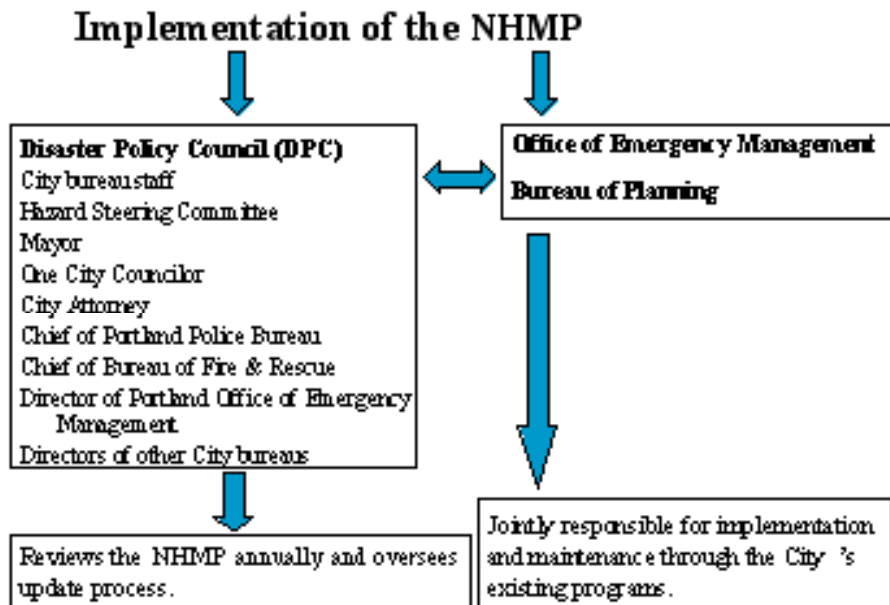 Implementation of the NHMP
Disaster Policy Council (DPC)
City bureau staff
Hazard Steering Committee
Mayor
One City Councilor
City Attorney
Chief of Portland Police Bureau
Chief of Bureau of Fire & Rescue
Director of Portland Office of Emergency
Management
Directors of other City bureaus
Office of Emergency Management
Bureau of Planning
Reviews the NHMP annually and oversees
update process.
Jointly responsible for implementation
and maintenance through the City 's
existing programs.